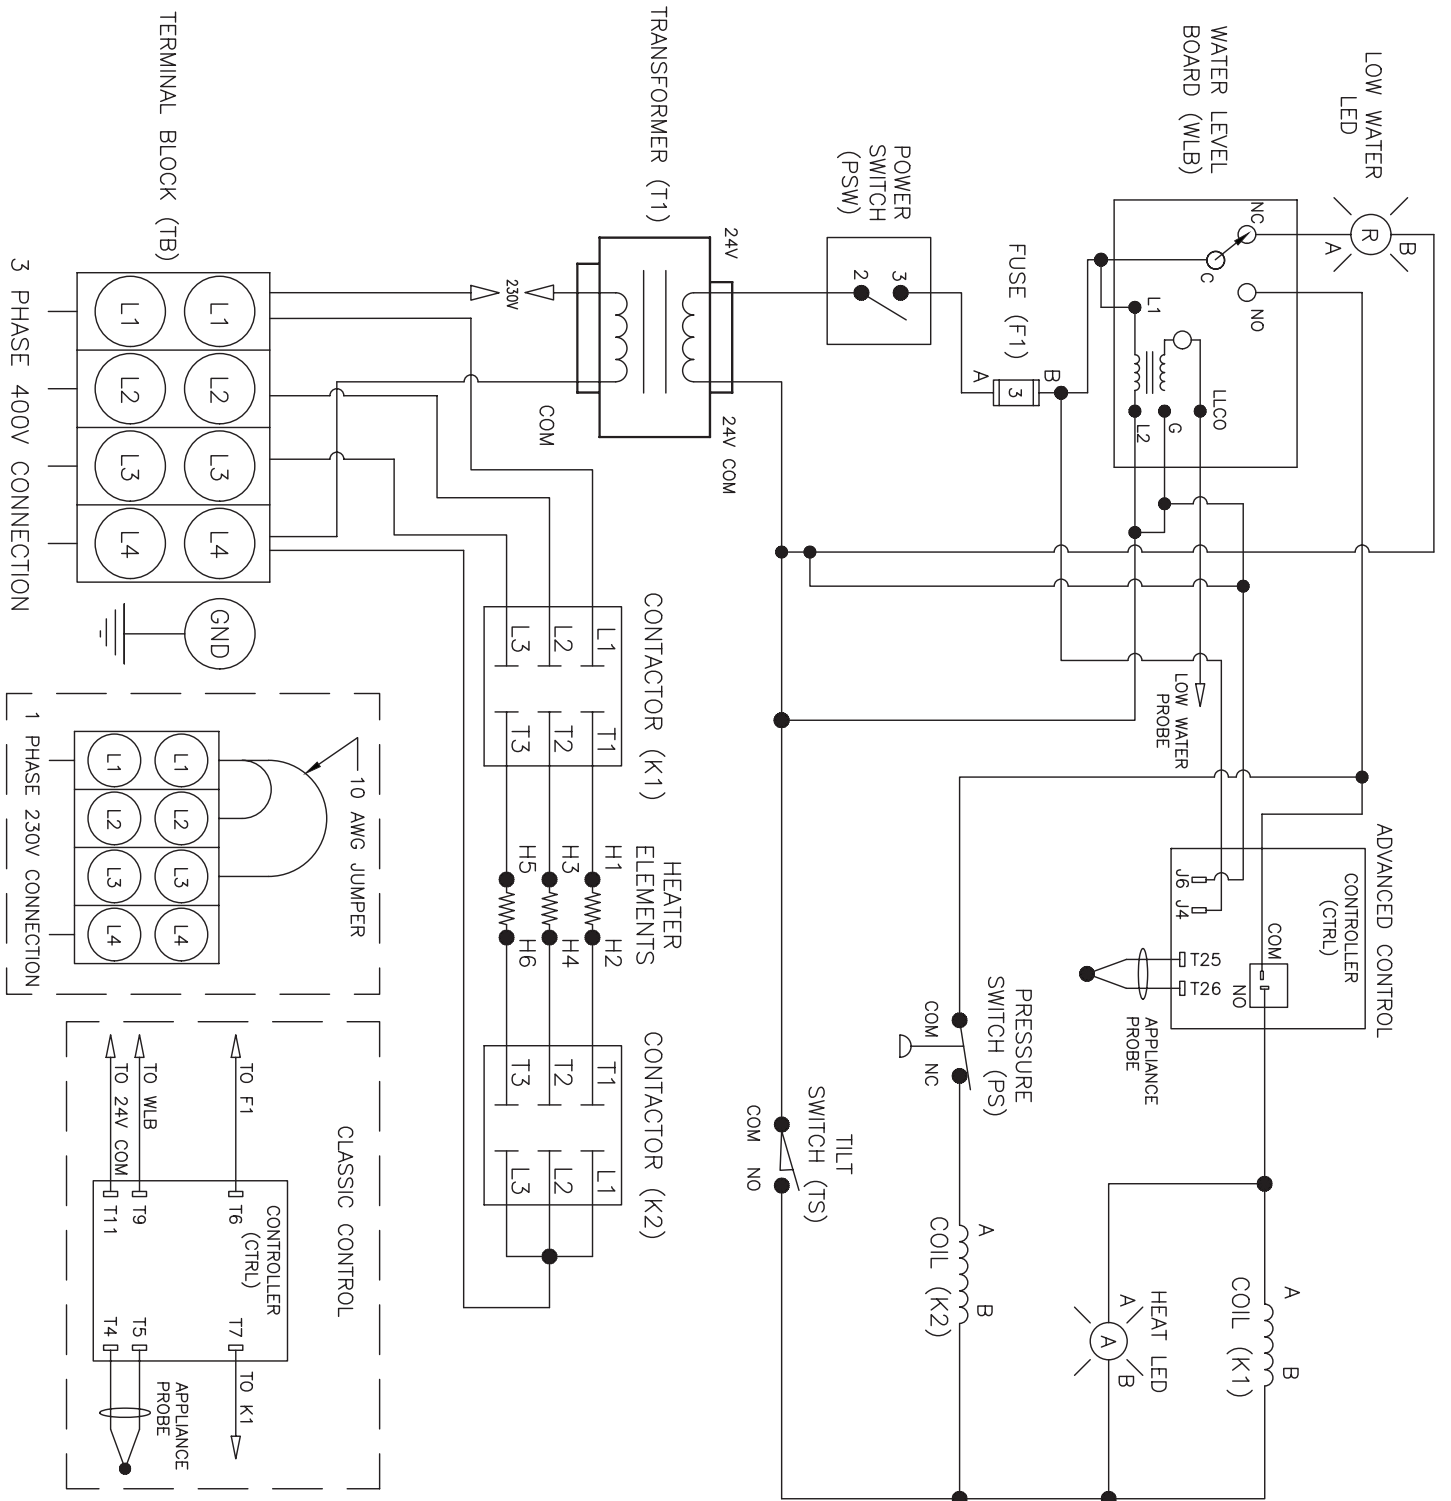 LOW WATER
LED
A
R
B
WATER LEVEL
BOARD (WLB)
NC
C
NO
L1
L2
G
LLCO
LOW WATER
PROBE
ADVANCED CONTROL
CONTROLLER
(CTRL)
COM
NO
J6
J4
T25
T26
APPLIANCE
PROBE
A
B
COIL (K1)
HEAT LED
A
A
B
FUSE (F1)
A
3
B
POWER
SWITCH
(PSW)
2
3
PRESSURE
SWITCH (PS)
COM
NC
A
B
COIL (K2)
TILT
SWITCH (TS)
COM
NO
TRANSFORMER (T1)
24V
24V COM
230V
COM
CONTACTOR (K1)
L1
L2
L3
T1
T2
T3
HEATER
ELEMENTS
H1
H2
H3
H4
H5
H6
CONTACTOR (K2)
T1
T2
T3
L1
L2
L3
TERMINAL BLOCK (TB)
L1
L2
L3
L4
L1
L2
L3
L4
GND
3 PHASE 400V CONNECTION
10 AWG JUMPER
L1
L2
L3
L4
L1
L2
L3
L4
1 PHASE 230V CONNECTION
CLASSIC CONTROL
CONTROLLER
(CTRL)
TO F1
T6
T7
TO K1
TO WLB
T9
T5
TO 24V COM
T11
T4
APPLIANCE
PROBE